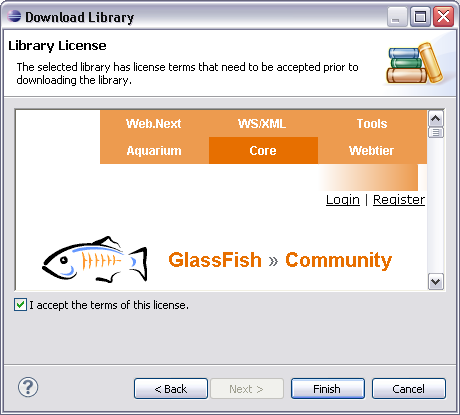 Download Library
Library License
The selected library has license terms that need to be accepted prior to
downloading the library.
Web.Next WS/XML Tools
Aquarium Core Webtier
Login | Register
GlassFish » Community
I accept the terms of this license.
? < Back Next > Finish Cancel